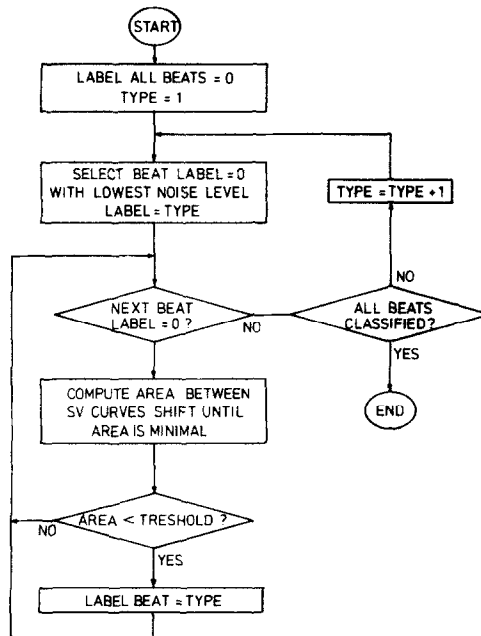 START
LABEL ALL BEATS = 0
TYPE = 1
SELECT BEAT LABEL=0
WITH LOWEST NOISE LEVEL
LABEL=TYPE
TYPE =TYPE +1
NEXT BEAT
LABEL=0 ?
NO
NO
ALL BEATS
CLASSIFIED?
YES
COMPUTE AREA BETWEEN
SV CURVES SHIFT UNTIL
AREA IS MINIMAL
END
AREA < TRESHOLD ?
NO
YES
LABEL BEAT = TYPE